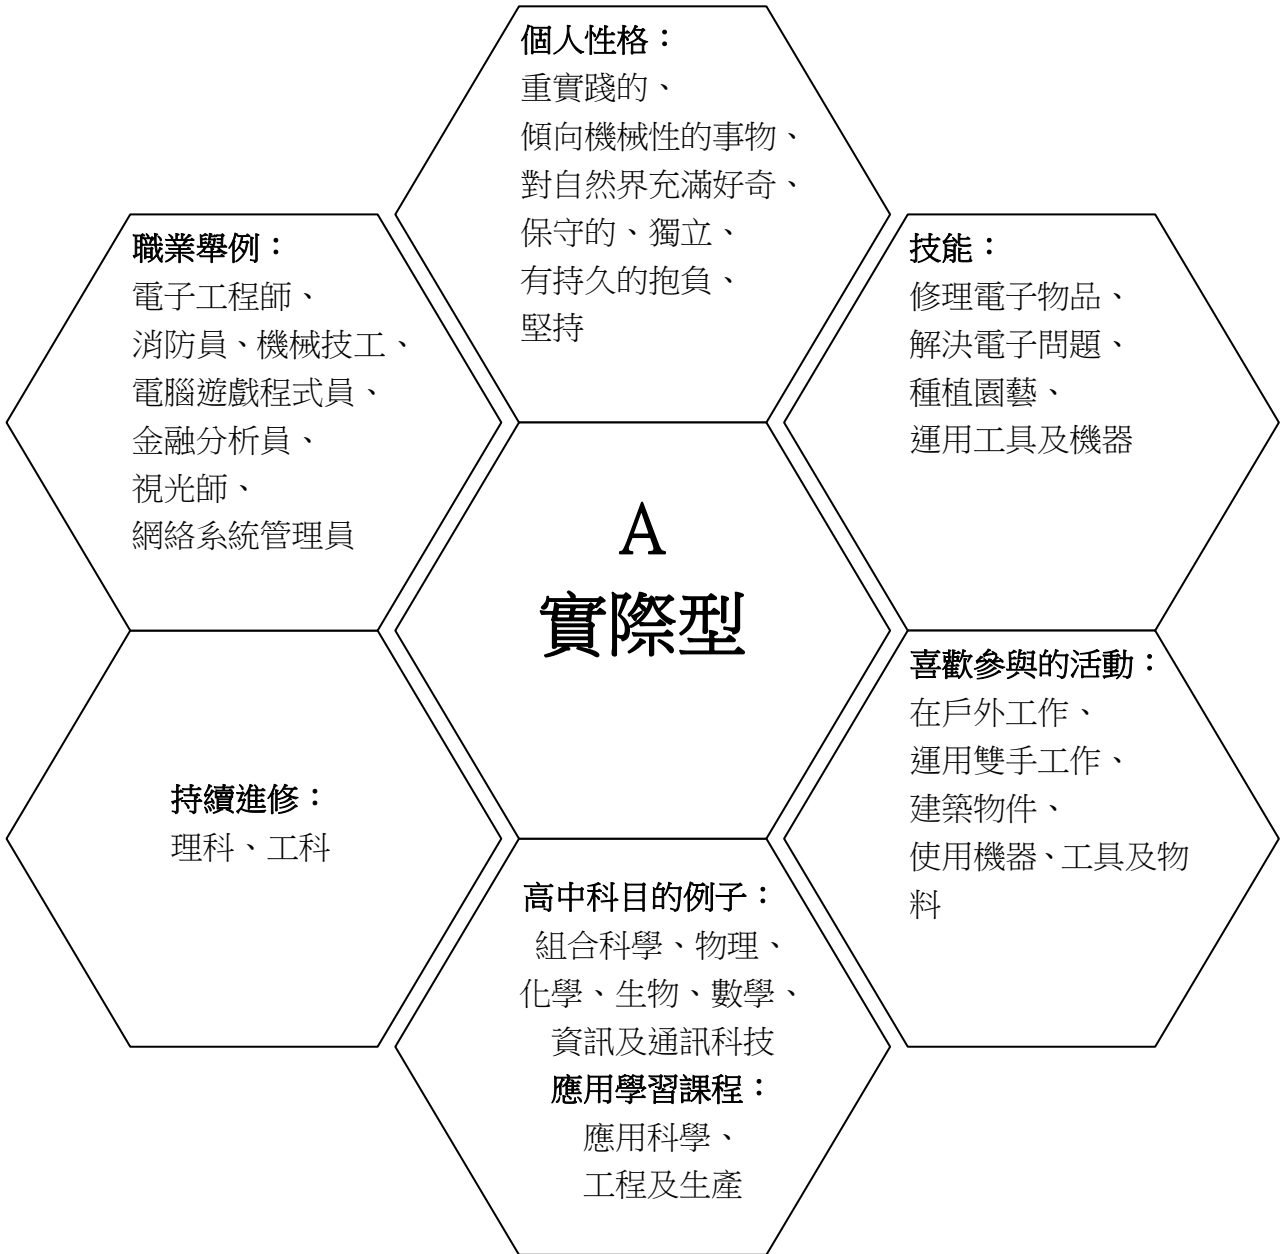 個人性格：
重實踐的、
傾向機械性的事物、
對自然界充滿好奇、
保守的、獨立、
有持久的抱負、
堅持
職業舉例：
電子工程師、
消防員、機械技工、
電腦遊戲程式員、
金融分析員、
視光師、
網絡系統管理員
技能：
修理電子物品、
解決電子問題、
種植園藝、
運用工具及機器
A
實際型
持續進修：
理科、工科
喜歡參與的活動：
在戶外工作、
運用雙手工作、
建築物件、
使用機器、工具及物
料
高中科目的例子：
組合科學、物理、
化學、生物、數學、
資訊及通訊科技
應用學習課程：
應用科學、
工程及生產